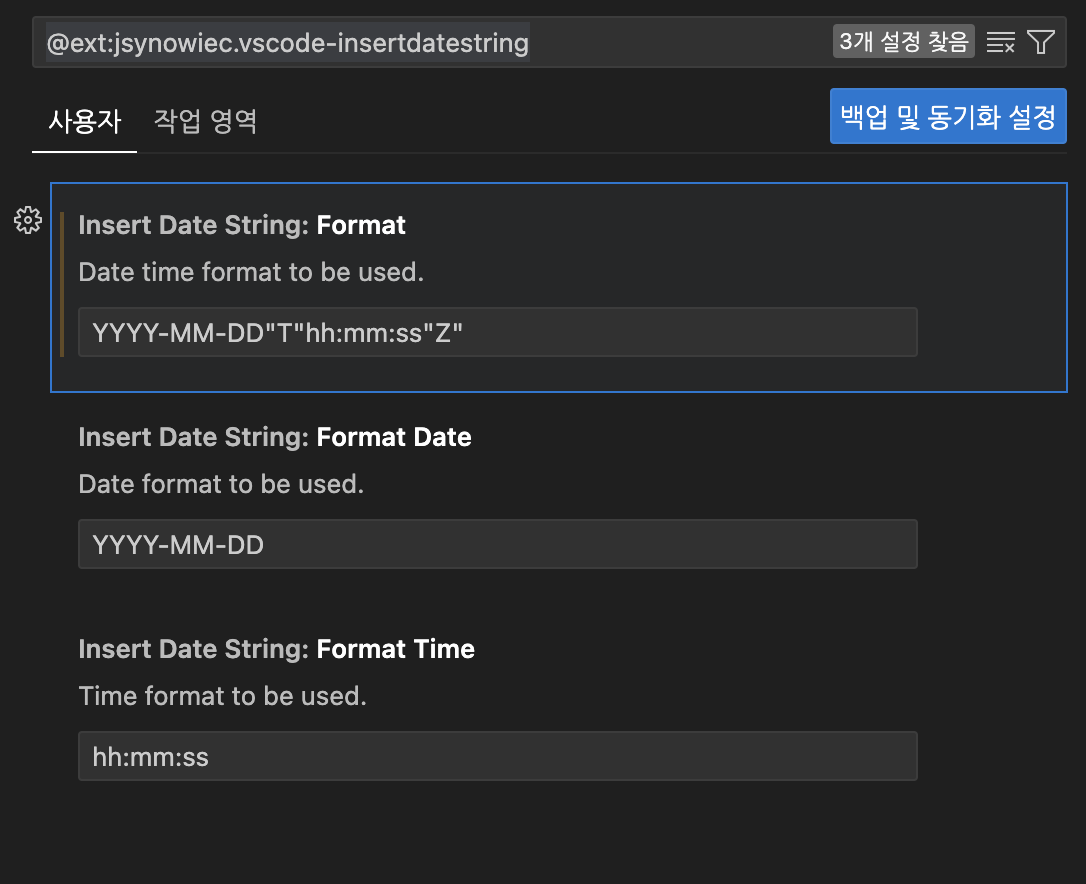 @ext:jsynowiec.vscode-insertdatestring
3개 설정 찾음
사용자
작업 영역
백업 및 동기화 설정
Insert Date String: Format
Date time format to be used.
YYYY-MM-DD"T"hh:mm:ss"Z"
Insert Date String: Format Date
Date format to be used.
YYYY-MM-DD
Insert Date String: Format Time
Time format to be used.
hh:mm:ss